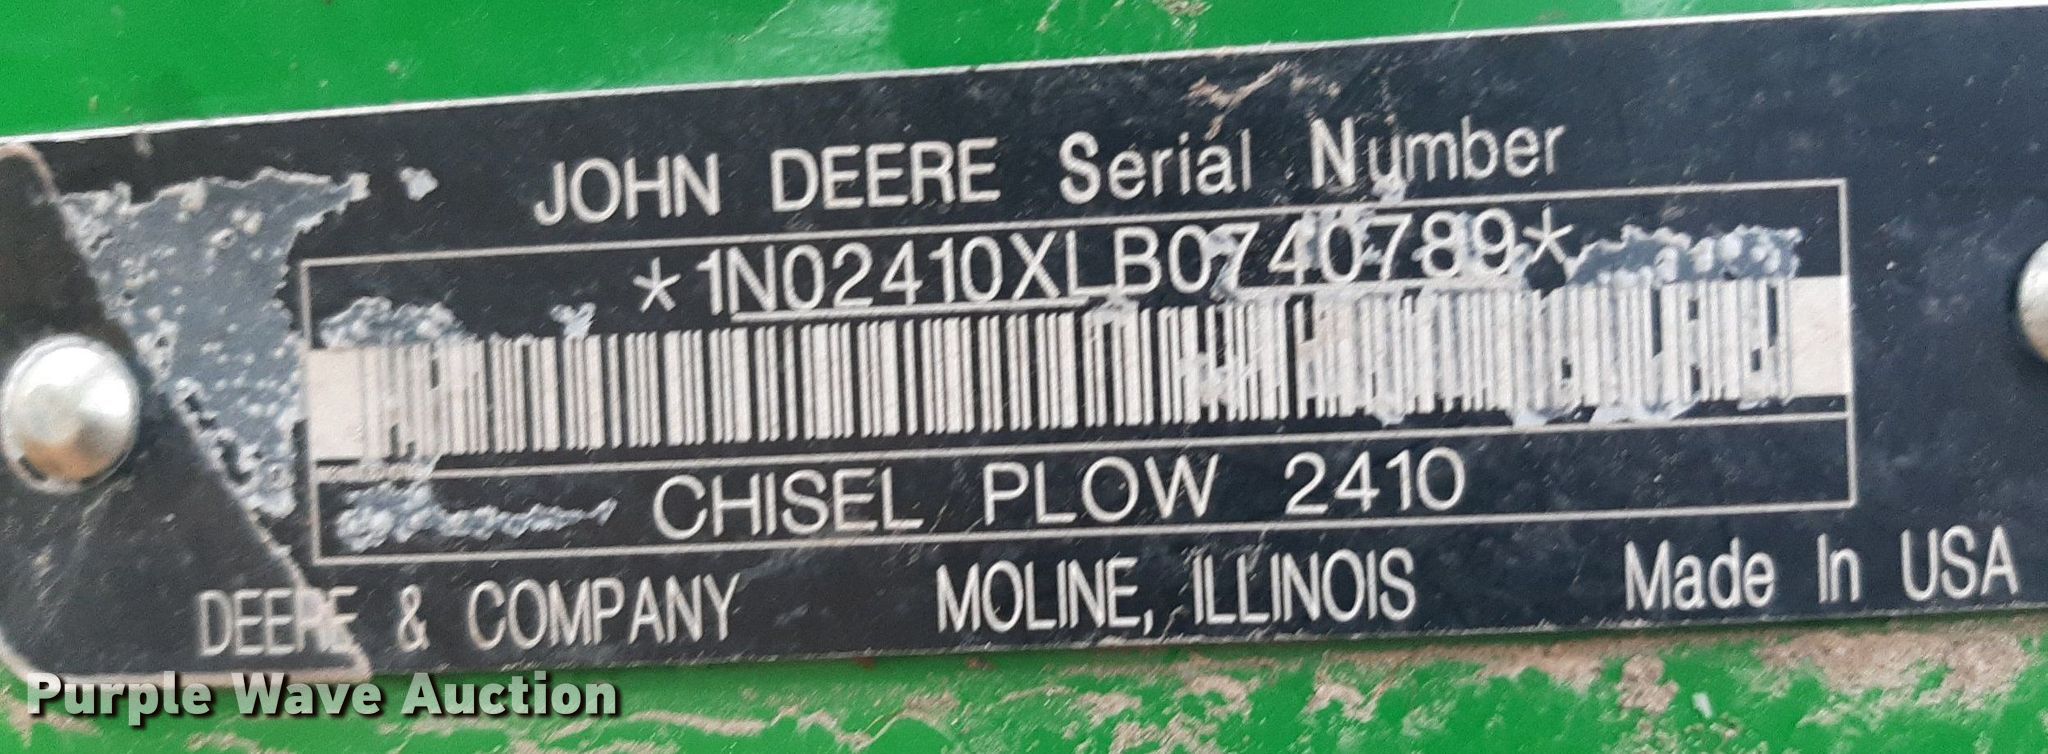 JOHN DEERE Serial Number
*1N02410XLB0740789*
CHISEL PLOW 2410
DEERE & COMPANY MOLINE, ILLINOIS Made In USA
Purple Wave Auction